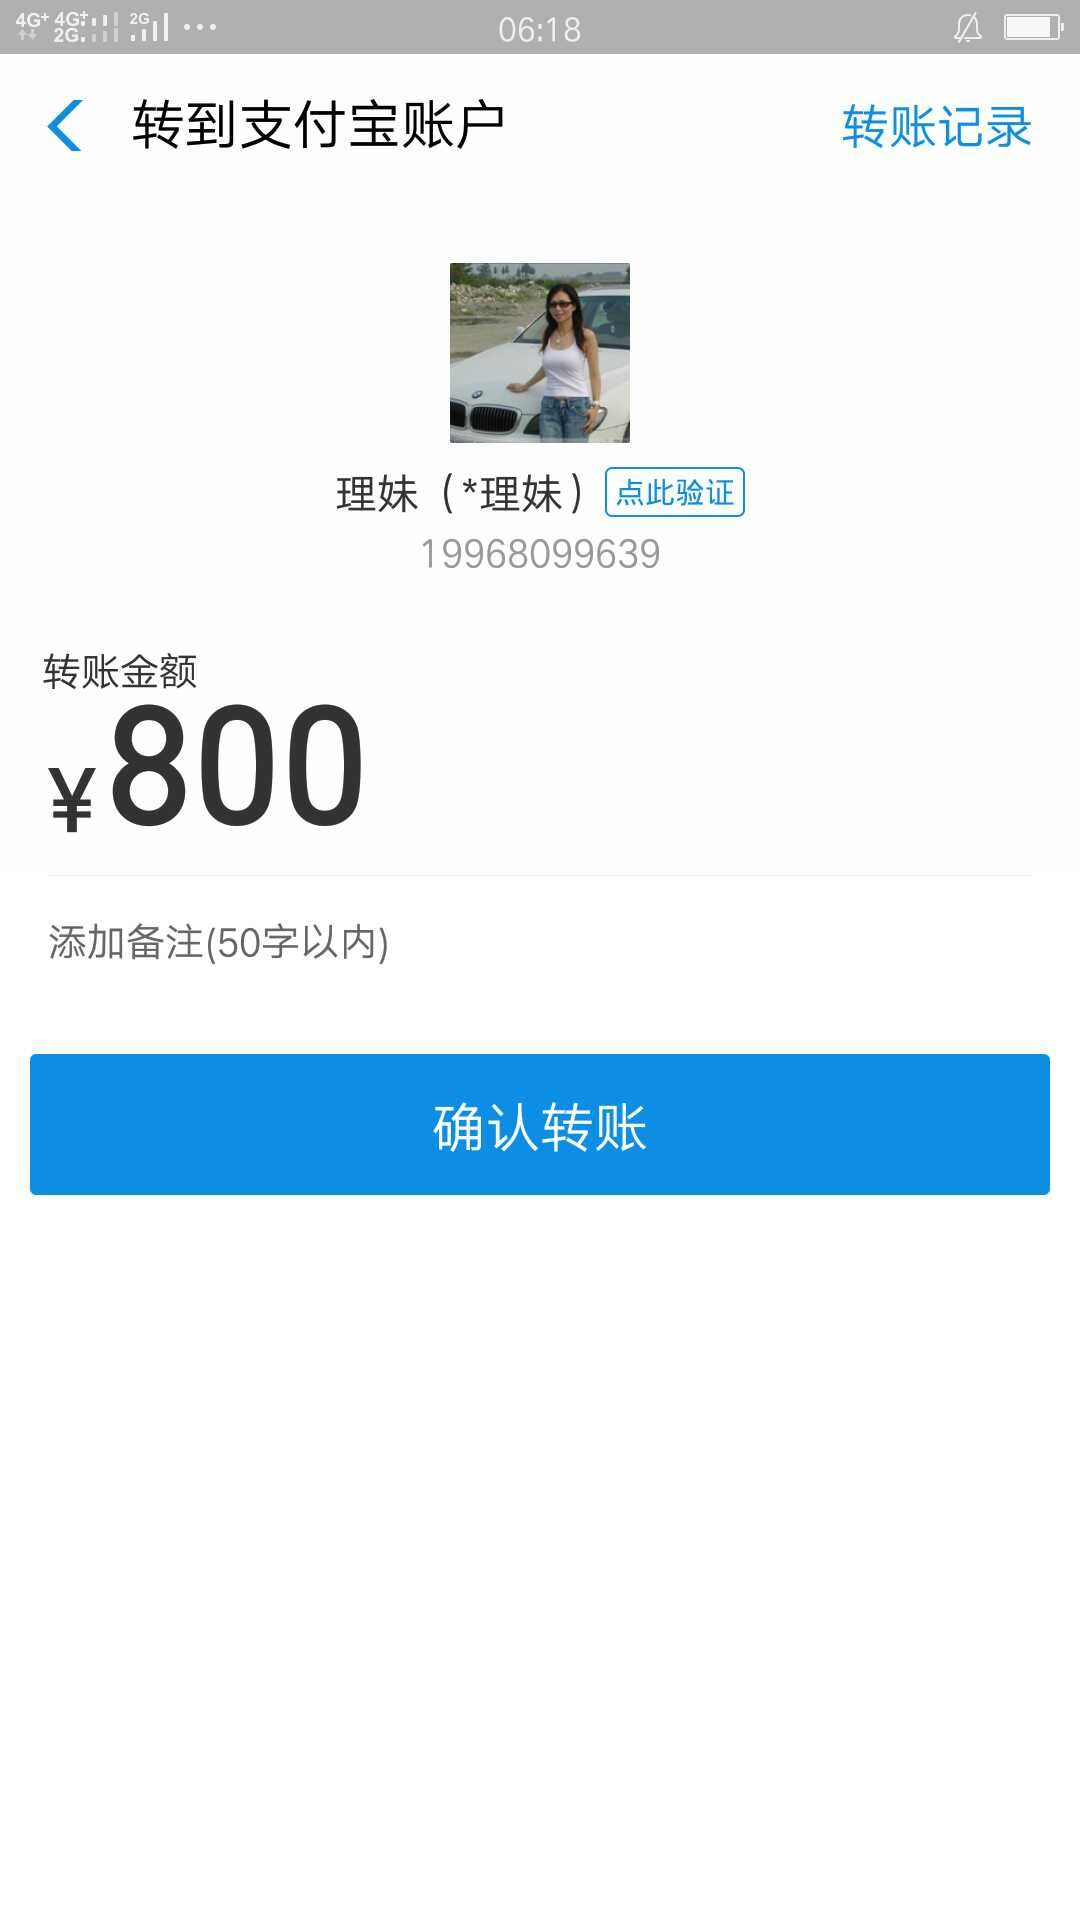 4G+ 4G+ 2G 2G ... 06:18
转到支付宝账户 转账记录
理妹（*理妹） 点此验证
19968099639
转账金额
¥800
添加备注(50字以内)
确认转账